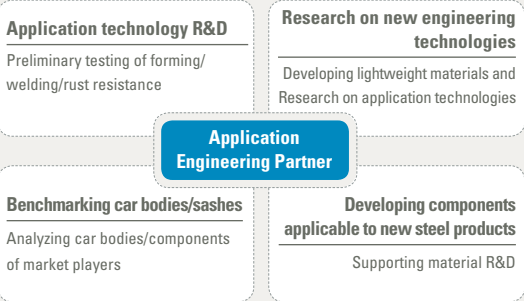 Application technology R&D
Preliminary testing of forming/
welding/rust resistance
Research on new engineering
technologies
Developing lightweight materials and
Research on application technologies
Application
Engineering Partner
Benchmarking car bodies/sashes
Analyzing car bodies/components
of market players
Developing components
applicable to new steel products
Supporting material R&D